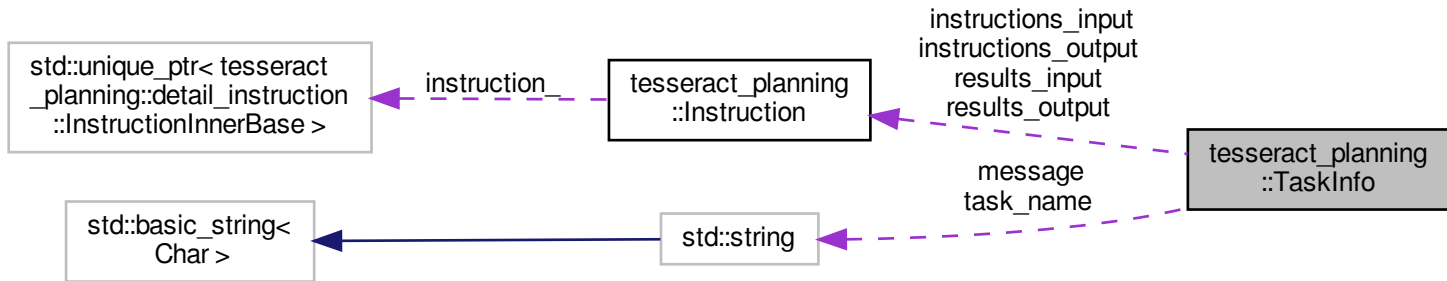 std::unique_ptr< tesseract
_planning::detail_instruction
::InstructionInnerBase >
instruction_
tesseract_planning
::Instruction
instructions_input
instructions_output
results_input
results_output
tesseract_planning
::TaskInfo
message
task_name
std::string
std::basic_string<
Char >